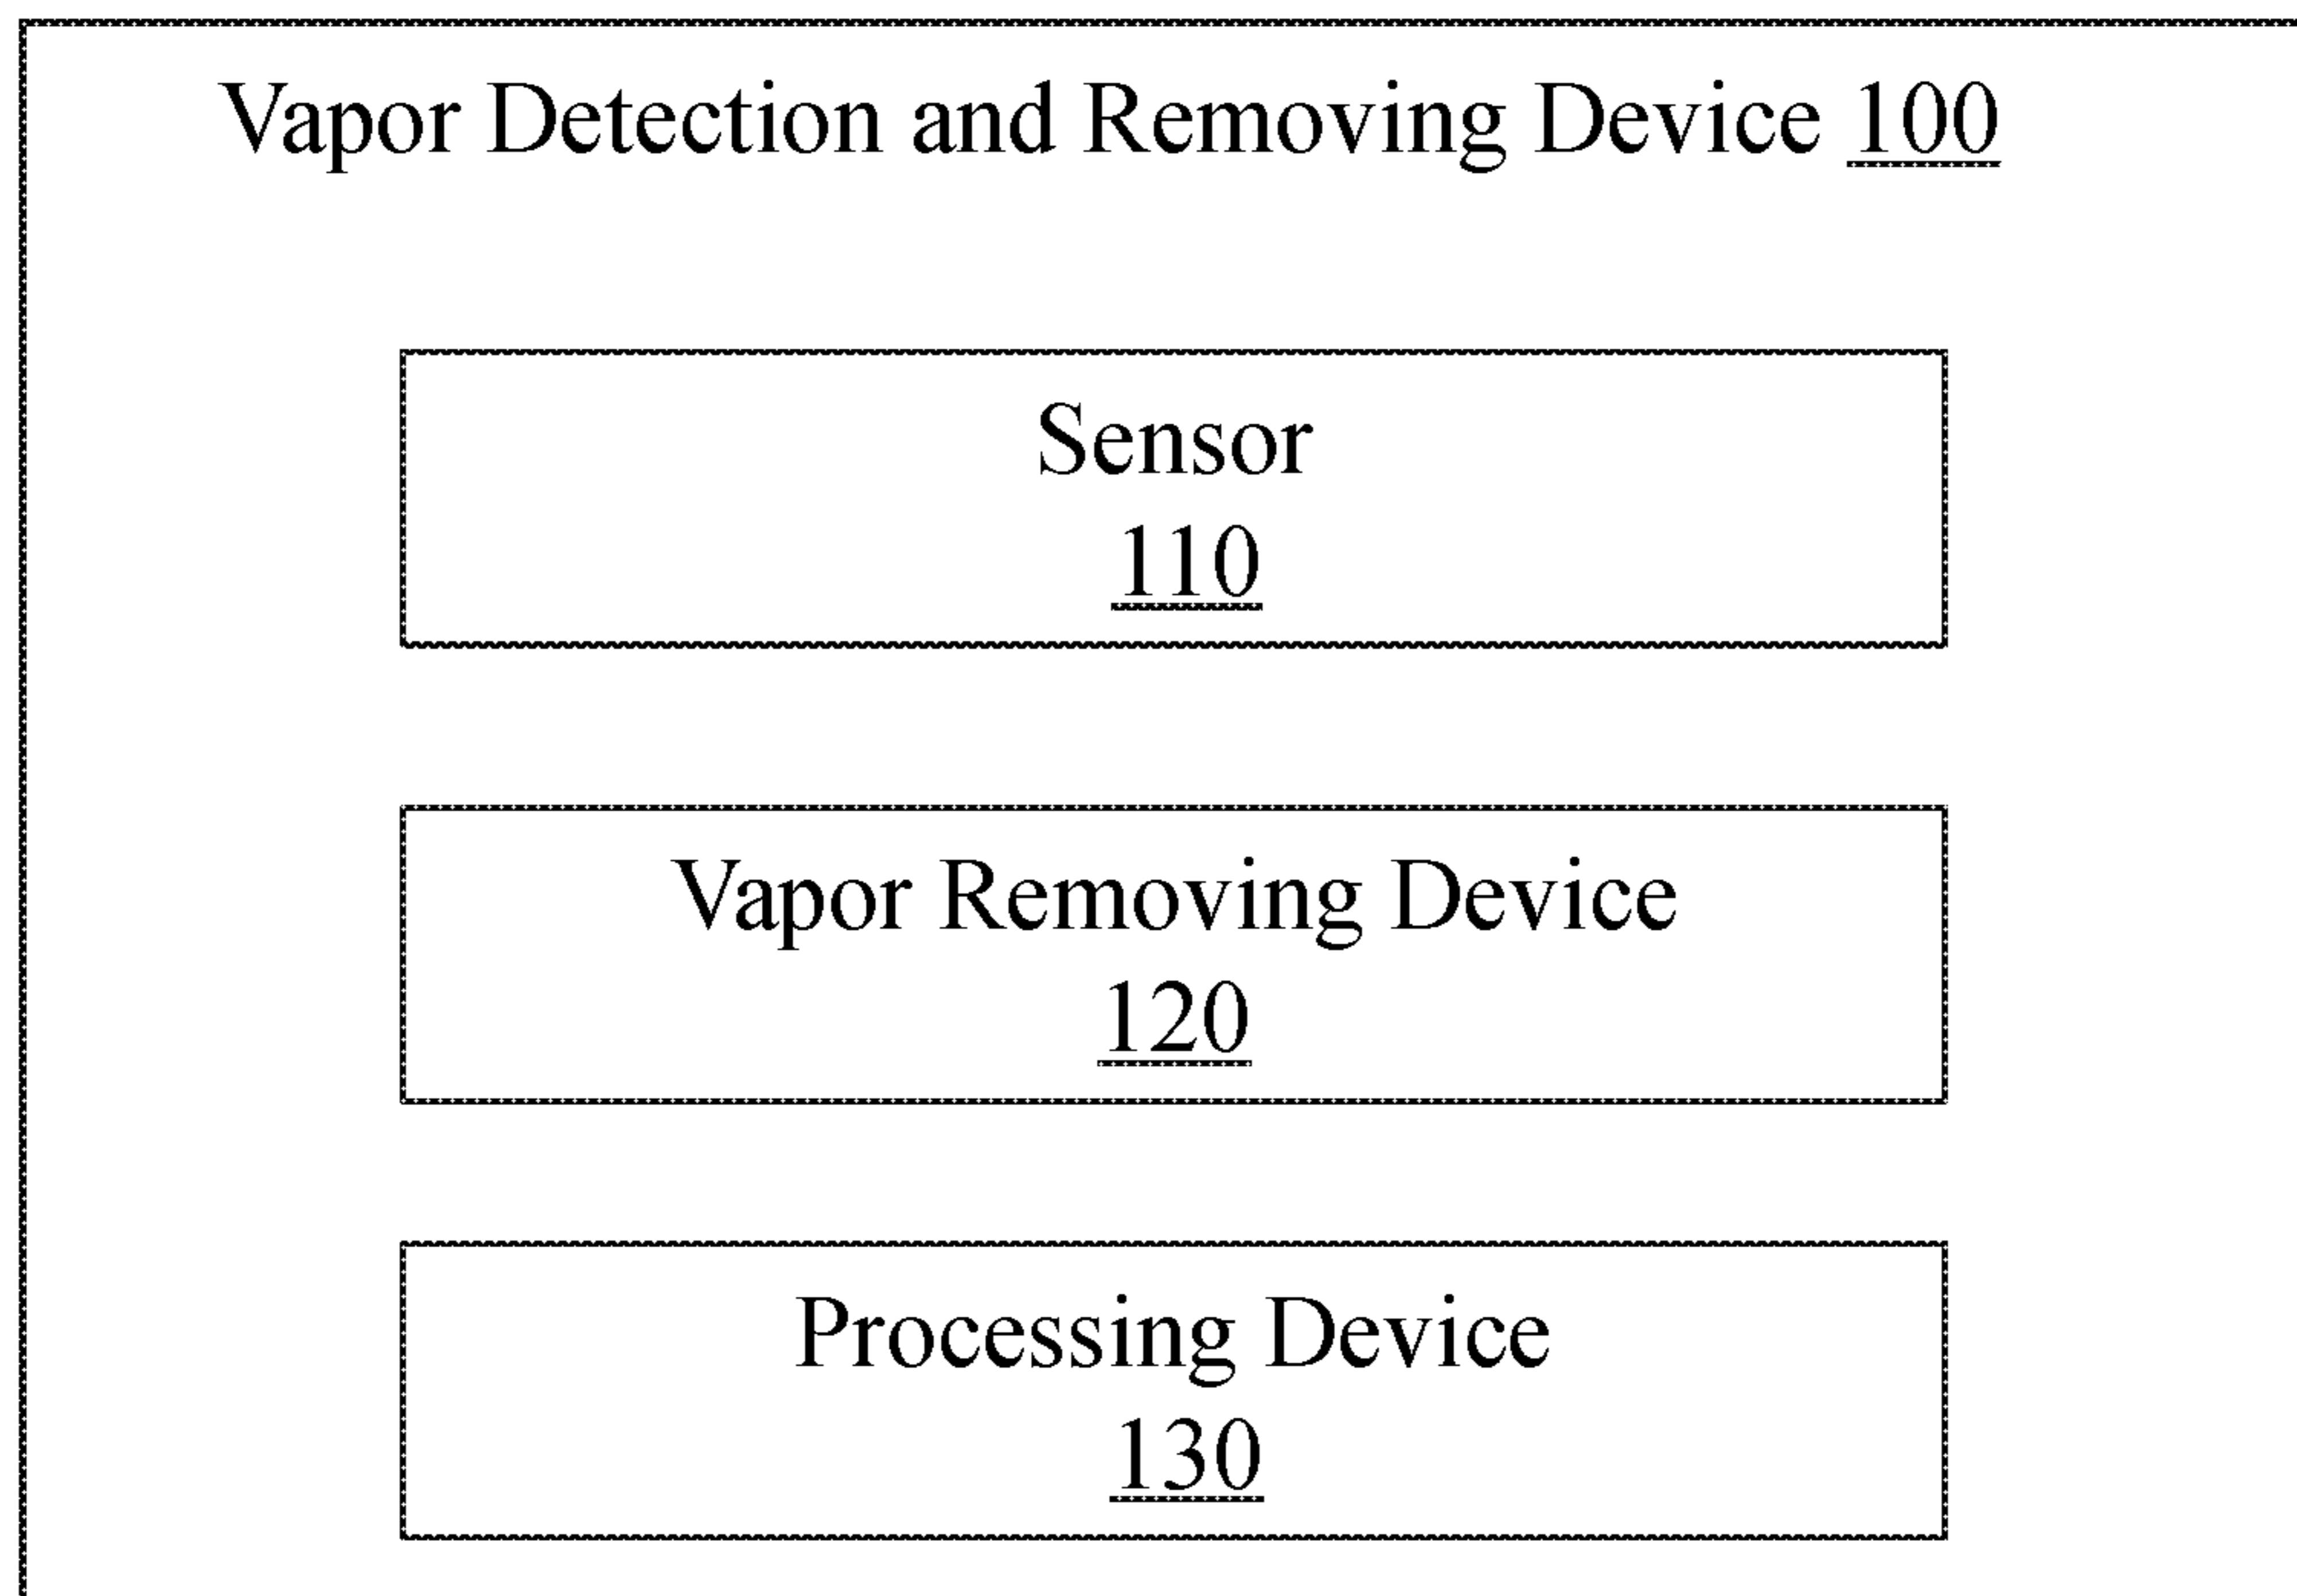 Vapor Detection and Removing Device 100
Sensor
110
Vapor Removing Device
120
Processing Device
130